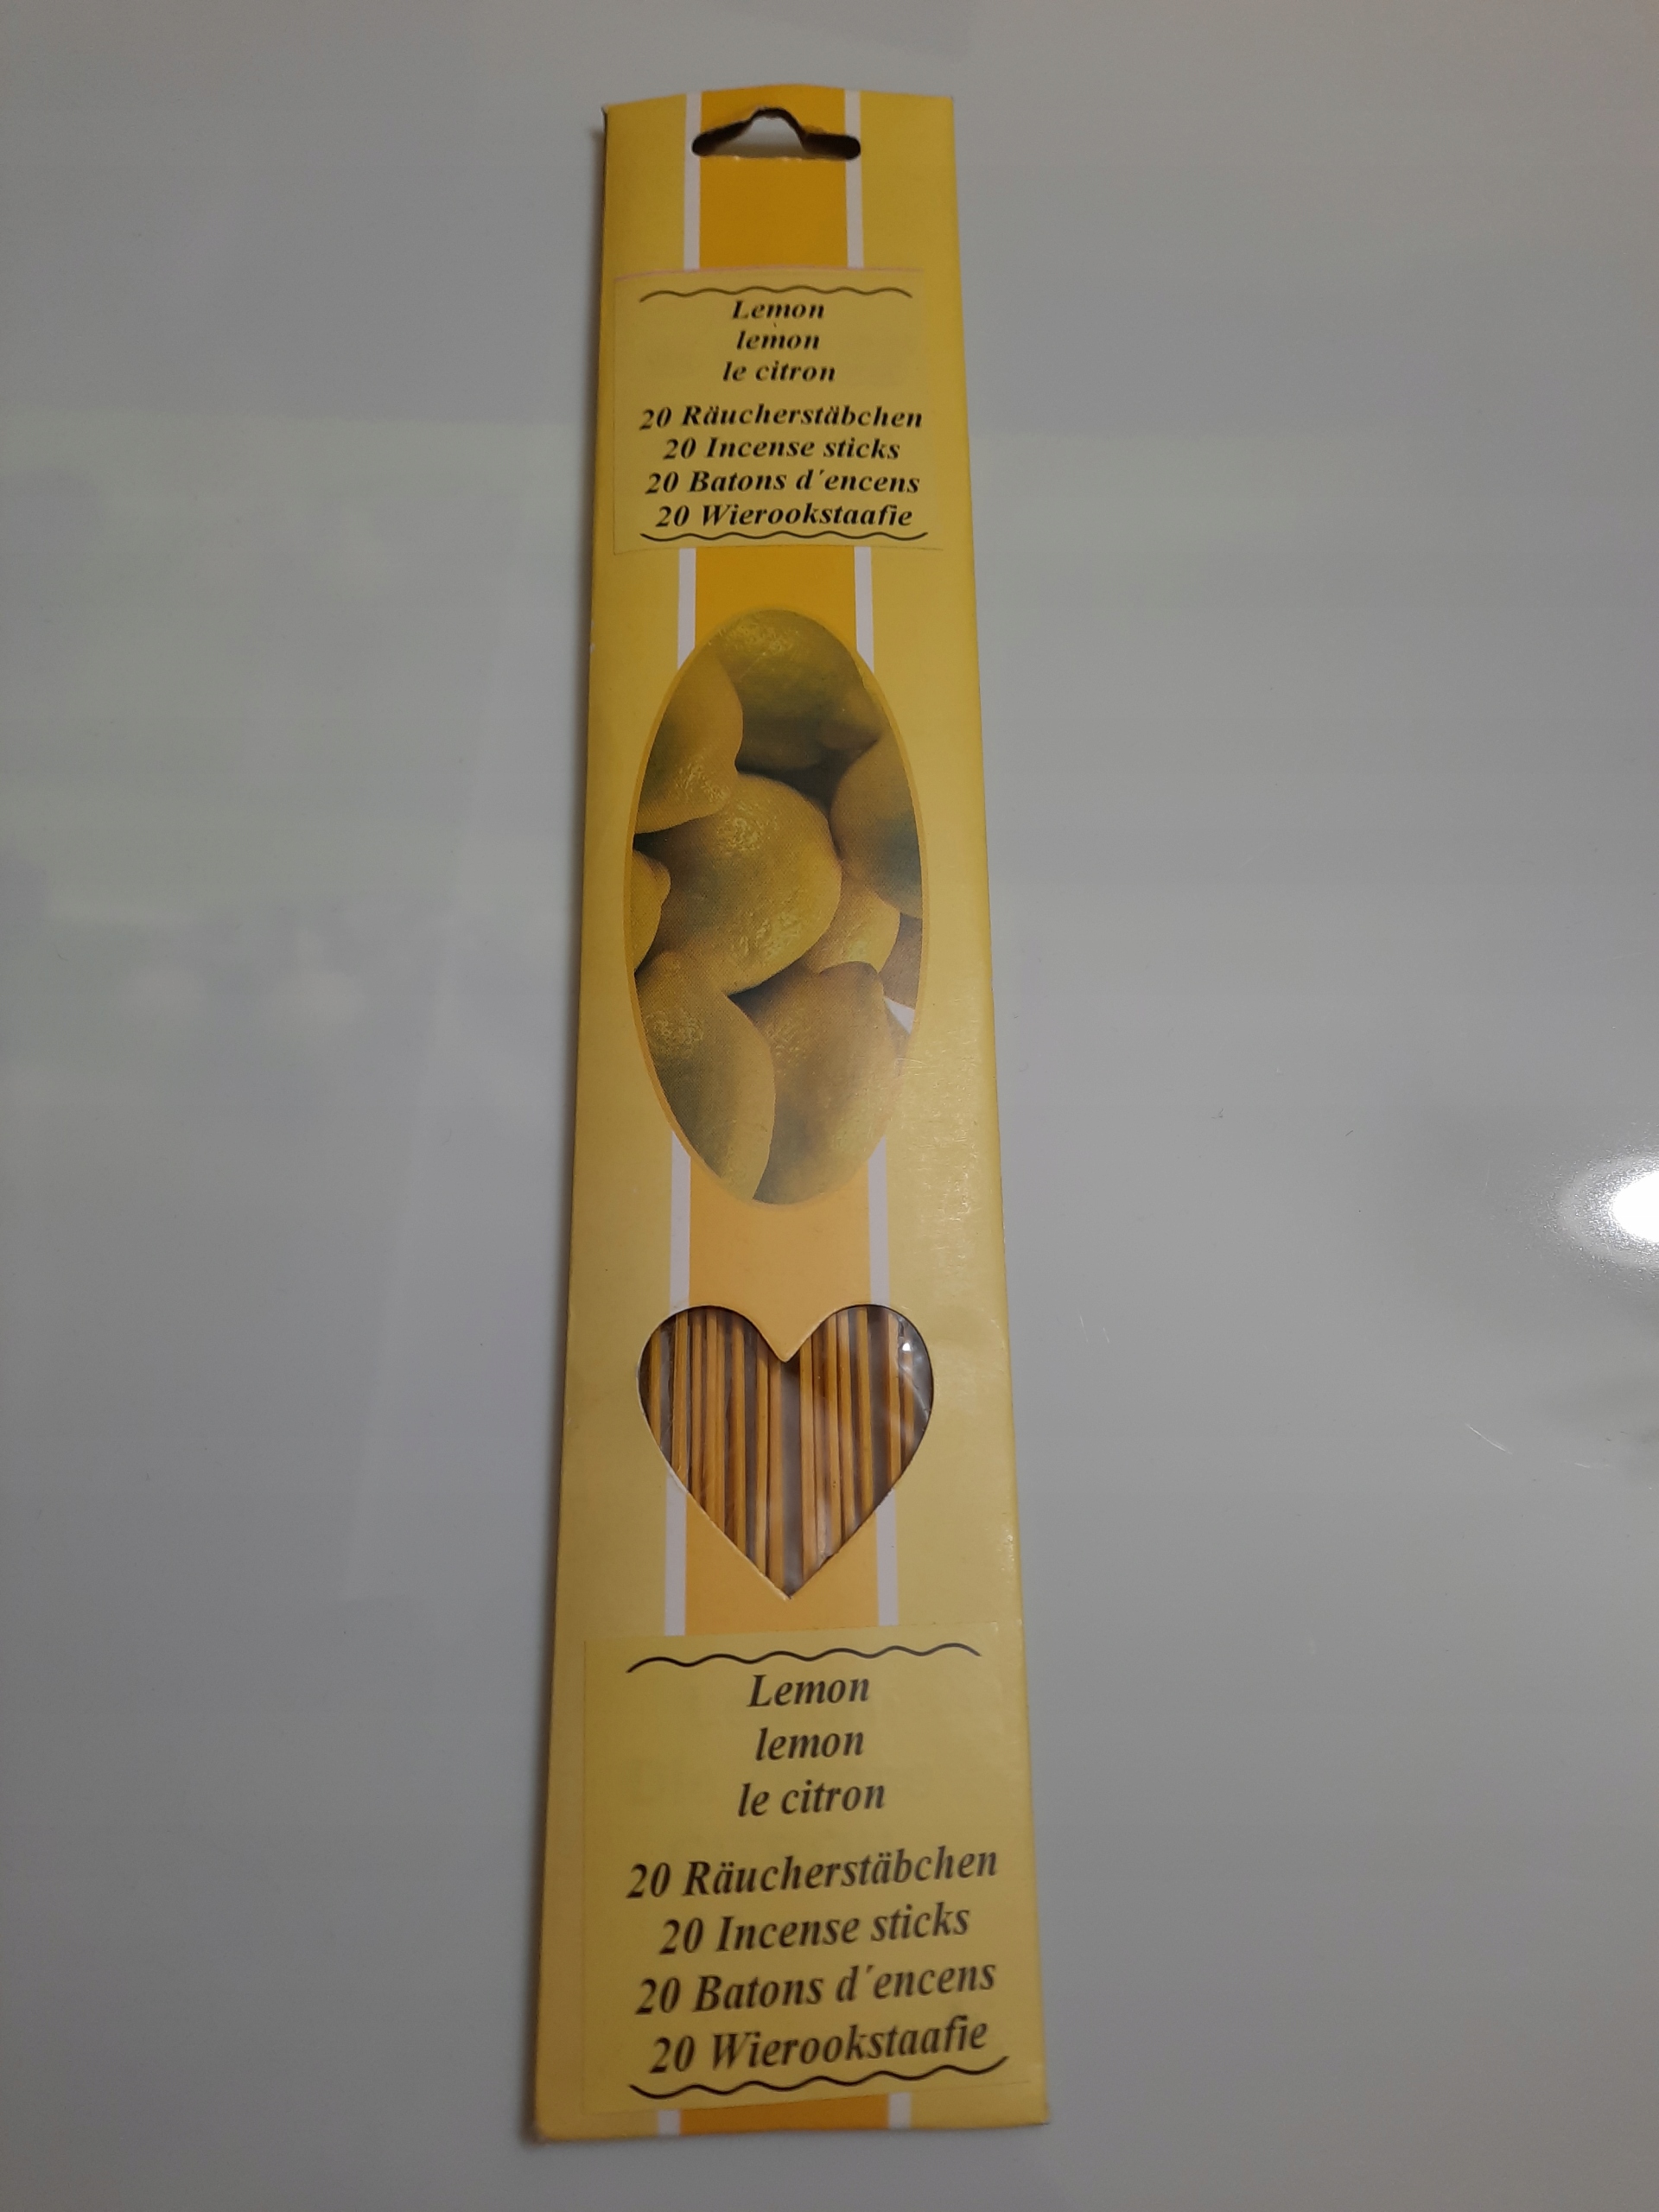 Lemon
lemon
le citron
20 Räucherstäbchen
20 Incense sticks
20 Batons d´encens
20 Wierookstaafie
Lemon
lemon
le citron
20 Räucherstäbchen
20 Incense sticks
20 Batons d´encens
20 Wierookstaafie